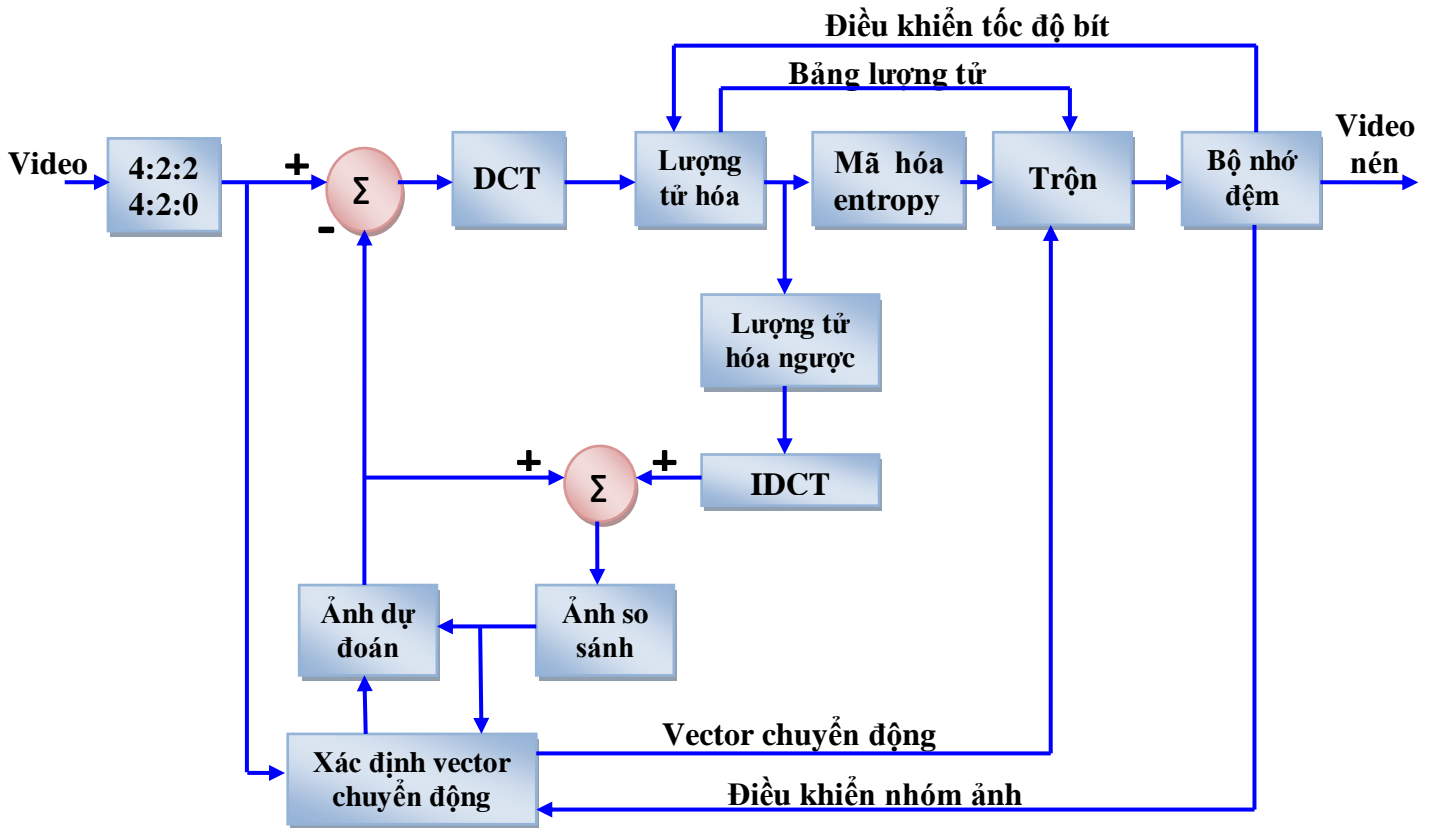 Điều khiển tốc độ bít
Bảng lượng tử
Video
4:2:2
4:2:0
+
-
Σ
DCT
Lượng
tử hóa
Mã hóa
entropy
Trộn
Bộ nhớ
đệm
Video
nén
Lượng tử
hóa ngược
+
Σ
+
IDCT
Ảnh dự
đoán
Ảnh so
sánh
Vector chuyển động
Xác định vector
chuyển động
Điều khiển nhóm ảnh